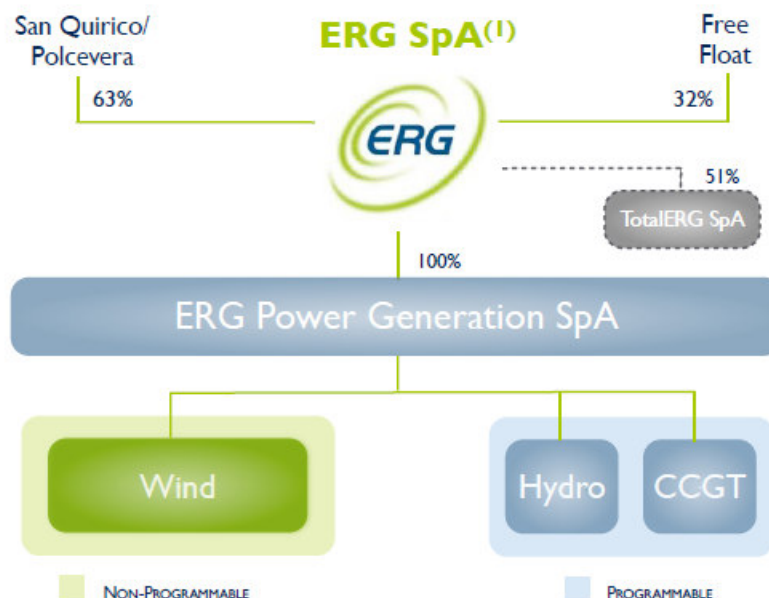 San Quirico/
Polcevera
ERG SpA(1)
Free
Float
63%
32%
ERG
51%
TotalERG SpA
100%
ERG Power Generation SpA
Wind
Hydro
CCGT
NON-PROGRAMMABLE
PROGRAMMABLE